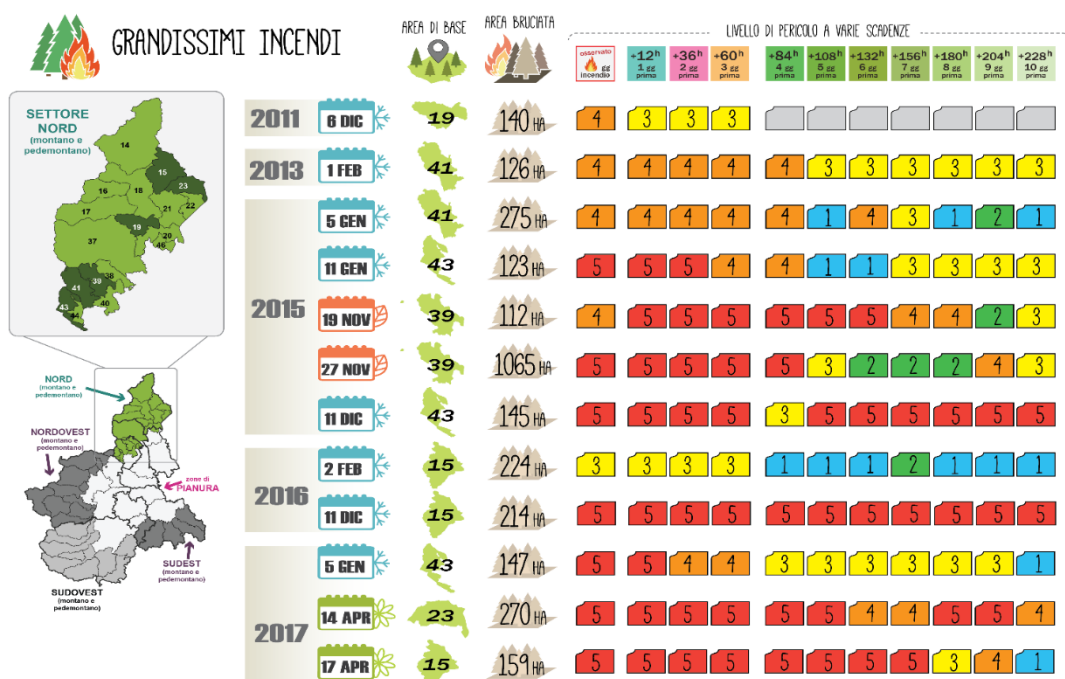 GRANDISSIMI INCENDI
AREA DI BASE
AREA BRUCIATA
LIVELLO DI PERICOLO A VARIE SCADENZE
osservato gg incendio
+12h 1 gg prima
+36h 2 gg prima
+60h 3 gg prima
+84h 4 gg prima
+108h 5 gg prima
+132h 6 gg prima
+156h 7 gg prima
+180h 8 gg prima
+204h 9 gg prima
+228h 10 gg prima
SETTORE
NORD
(montano e
pedemontano)
14
15
23
16
18
17
21
22
19
20
46
37
38
41
39
43
40
44
NORD
(montano e
pedemontano)
NORDOVEST
(montano e
pedemontano)
zone di
PIANURA
SUDEST
(montano e
pedemontano)
SUDOVEST
(montano e
pedemontano)
2011
6 DIC 19 140 HA 4 3 3 3
2013
1 FEB 41 126 HA 4 4 4 4 4 3 3 3 3 3 3
2015
5 GEN 41 275 HA 4 4 4 4 4 1 4 3 1 2 1
11 GEN 43 123 HA 5 5 5 4 4 1 1 3 3 3 3
19 NOV 39 112 HA 4 5 5 5 5 5 5 4 4 2 3
27 NOV 39 1065 HA 5 5 5 5 5 3 2 2 2 4 3
11 DIC 43 145 HA 5 5 5 5 3 5 5 5 5 5 5
2016
2 FEB 15 224 HA 3 3 3 3 1 1 1 2 1 1 1
11 DIC 15 214 HA 5 5 5 5 5 5 5 5 5 5 5
2017
5 GEN 43 147 HA 5 5 4 4 3 3 3 3 3 3 1
14 APR 23 270 HA 5 5 5 5 5 5 4 4 5 5 4
17 APR 15 159 HA 5 5 5 5 5 5 5 5 3 4 1